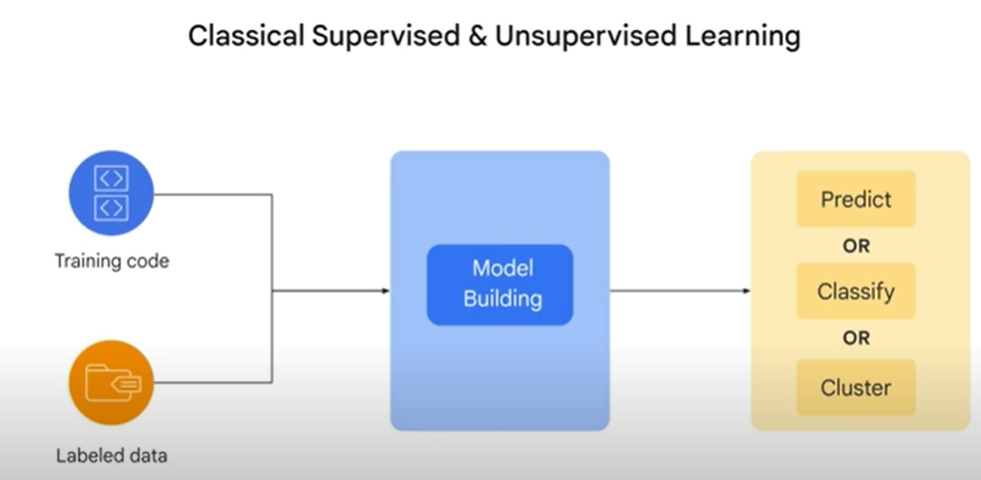 Classical Supervised & Unsupervised Learning
Training code
Labeled data
Model
Building
Predict
OR
Classify
OR
Cluster